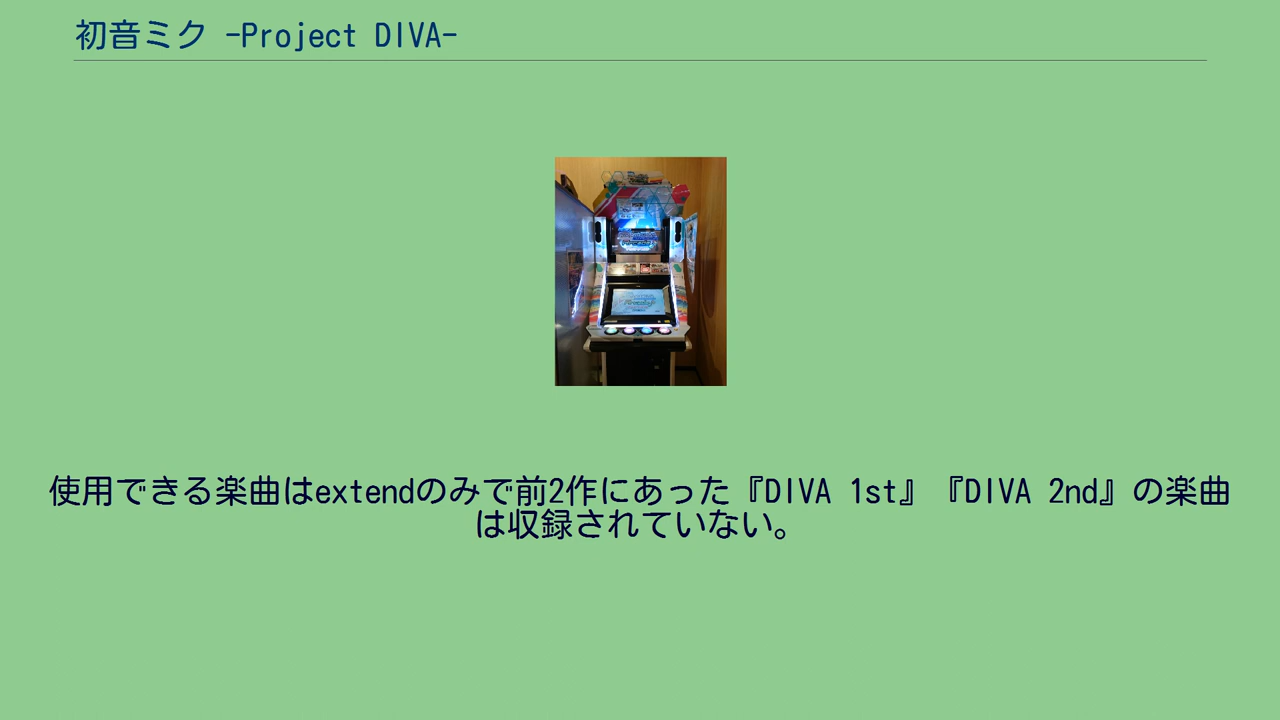 初音ミク -Project DIVA-
使用できる楽曲はextendのみで前2作にあった『DIVA 1st』『DIVA 2nd』の楽曲
は収録されていない。